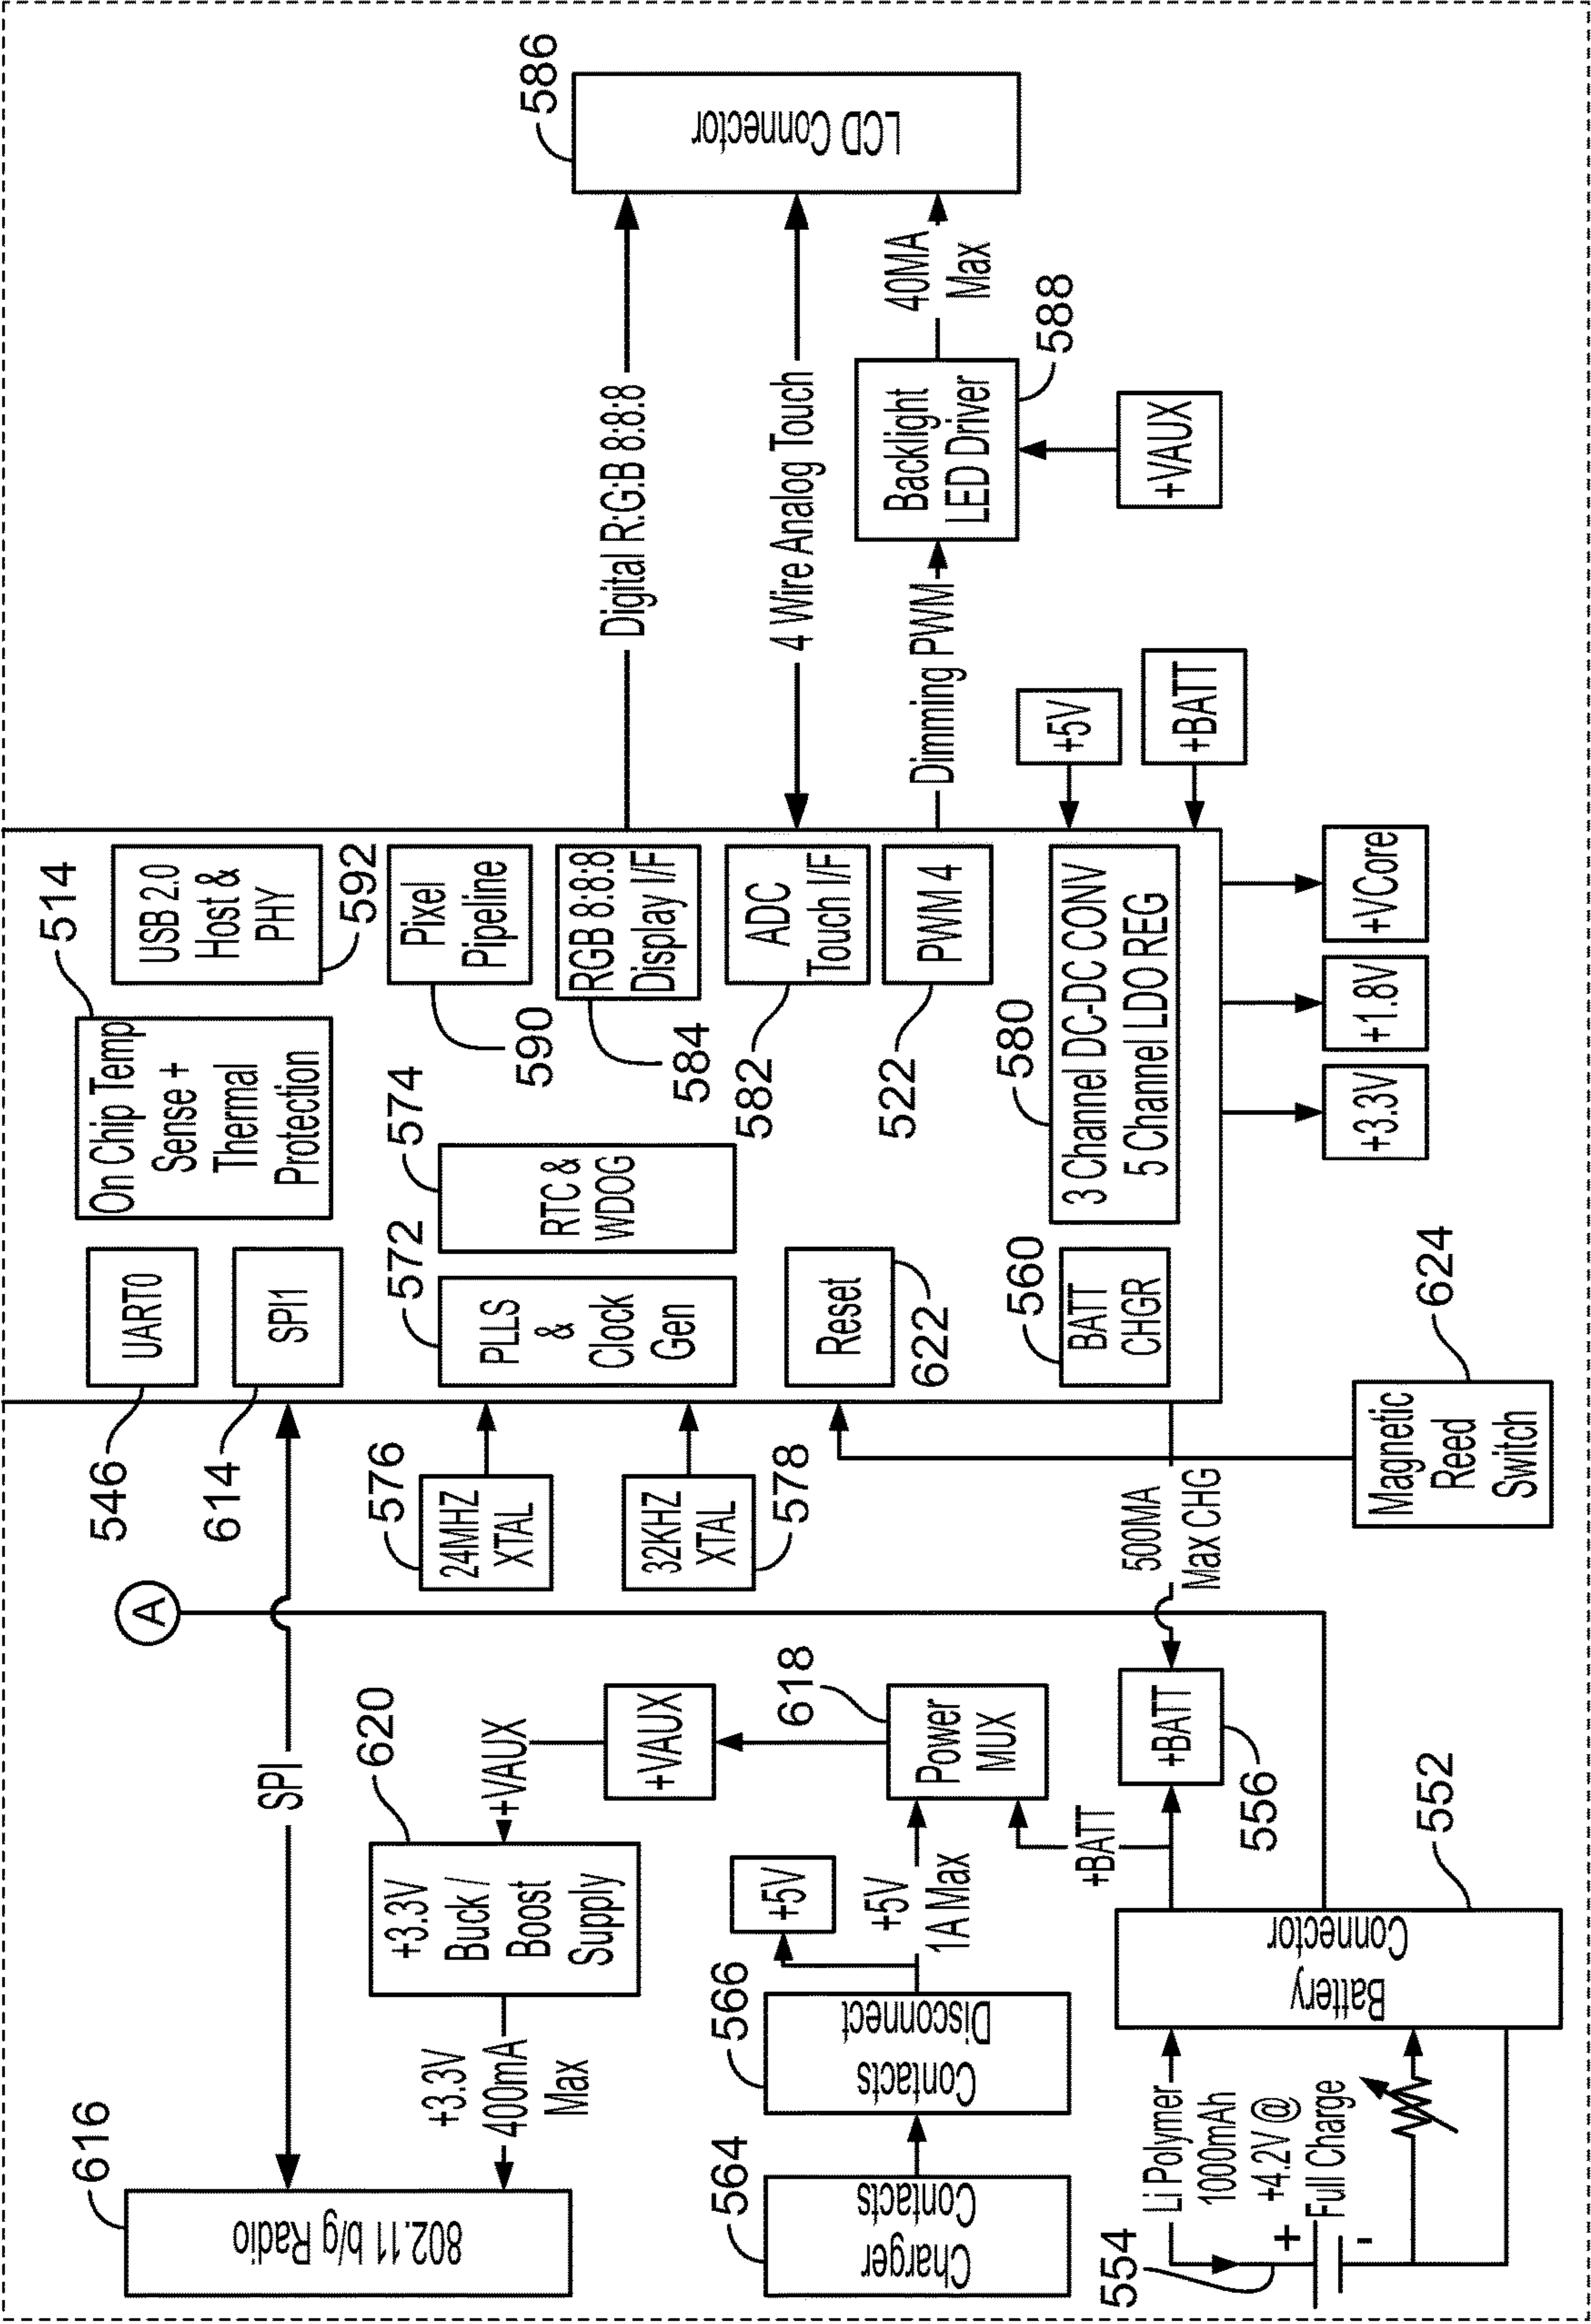 616
802.11 b/g Radio
SPI
+3.3V
400mA
Max
620
+3.3V
Buck /
Boost
Supply
+VAUX
+VAUX
564
Charger
Contacts
566
Contacts
Disconnect
+5V
+5V
1A Max
618
Power
MUX
+BATT
554
Li Polymer
1000mAh
+4.2V @
Full Charge
+
-
552
Battery
Connector
+BATT
556
A
500MA
Max CHG
546
UART0
614
SPI1
576
24MHZ
XTAL
578
32KHZ
XTAL
572
PLLS
&
Clock
Gen
574
RTC &
WDOG
514
On Chip Temp
Sense +
Thermal
Protection
USB 2.0
Host &
PHY
592
Pixel
Pipeline
590
RGB 8:8:8
Display I/F
584
ADC
Touch I/F
582
PWM 4
522
Reset
622
560
BATT
CHGR
580
3 Channel DC-DC CONV
5 Channel LDO REG
624
Magnetic
Reed
Switch
+3.3V
+1.8V
+VCore
+5V
+BATT
Digital R:G:B 8:8:8
4 Wire Analog Touch
Dimming PWM
Backlight
LED Driver
588
+VAUX
40MA
Max
586
LCD Connector